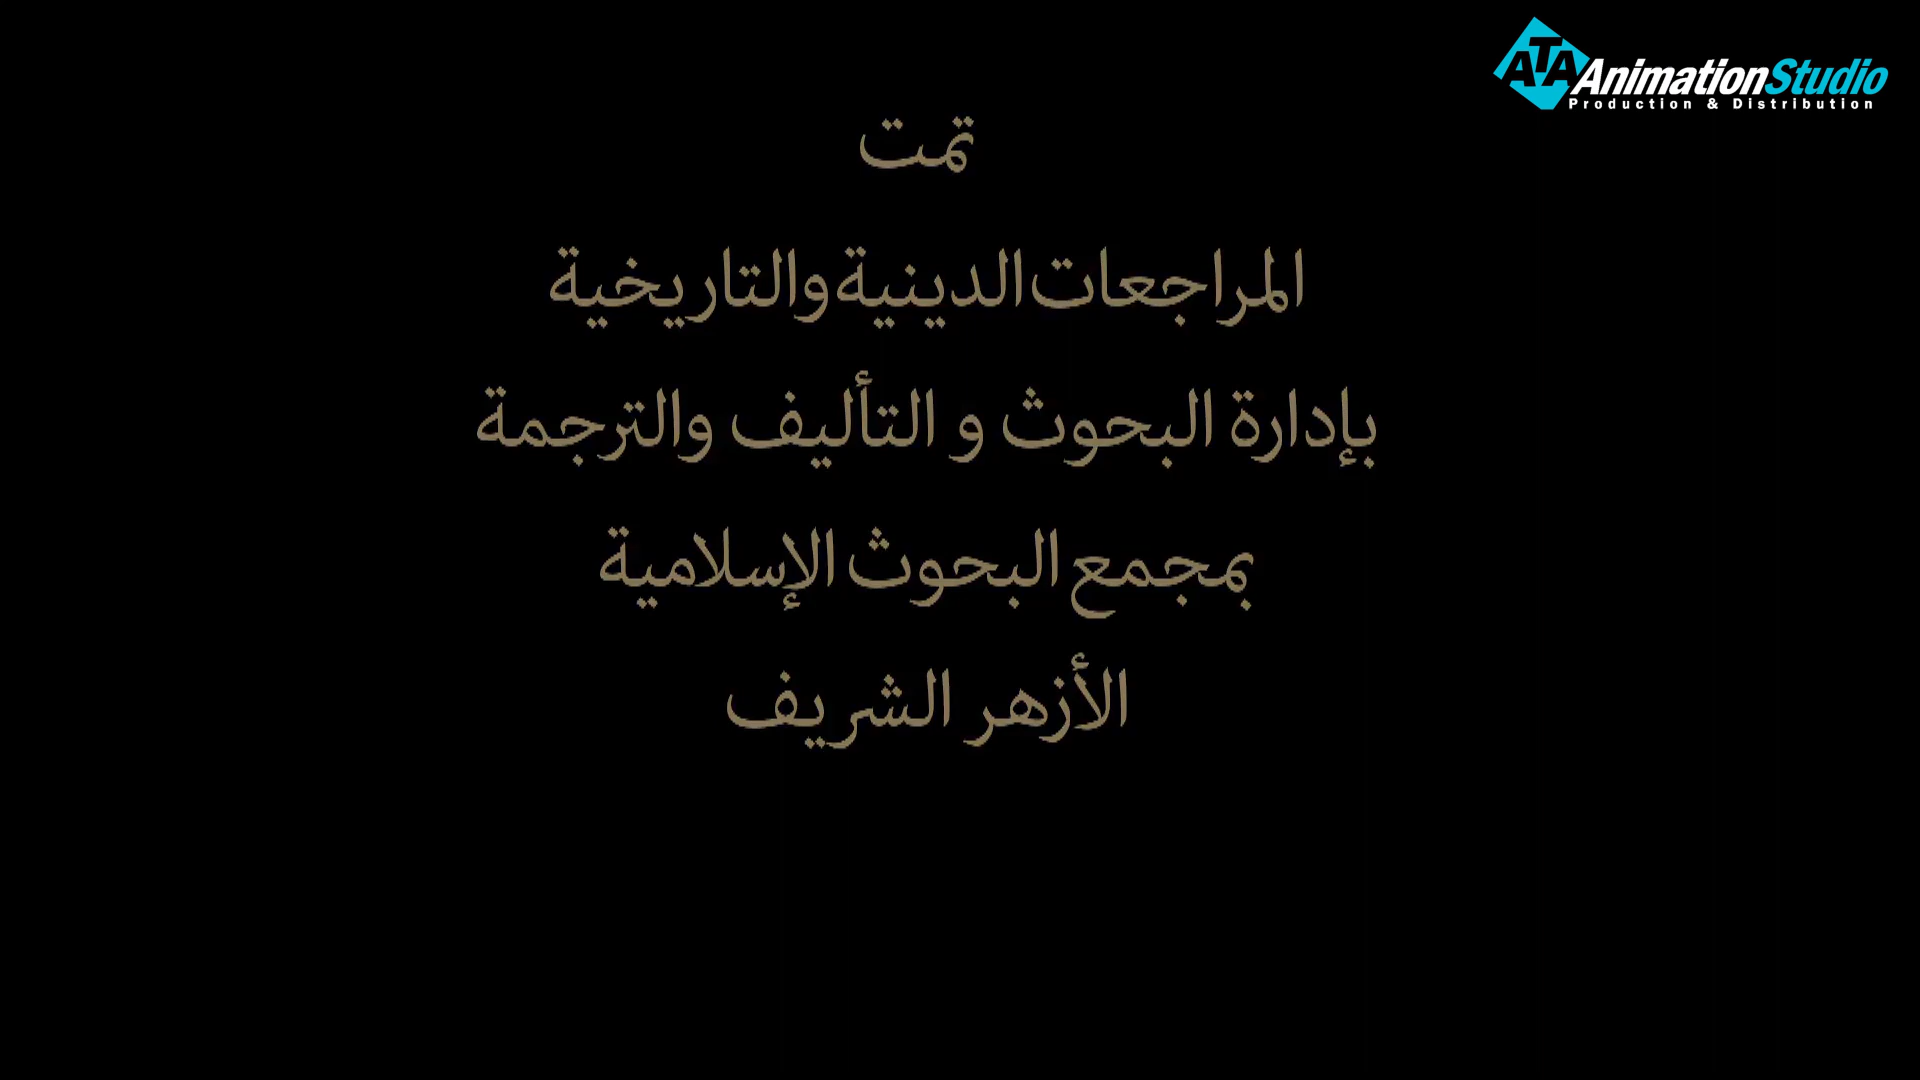 ATA AnimationStudio
Production & Distribution
تمت
المراجعات الدينية والتاريخية
بإدارة البحوث و التأليف والترجمة
بمجمع البحوث الإسلامية
الأزهر الشريف